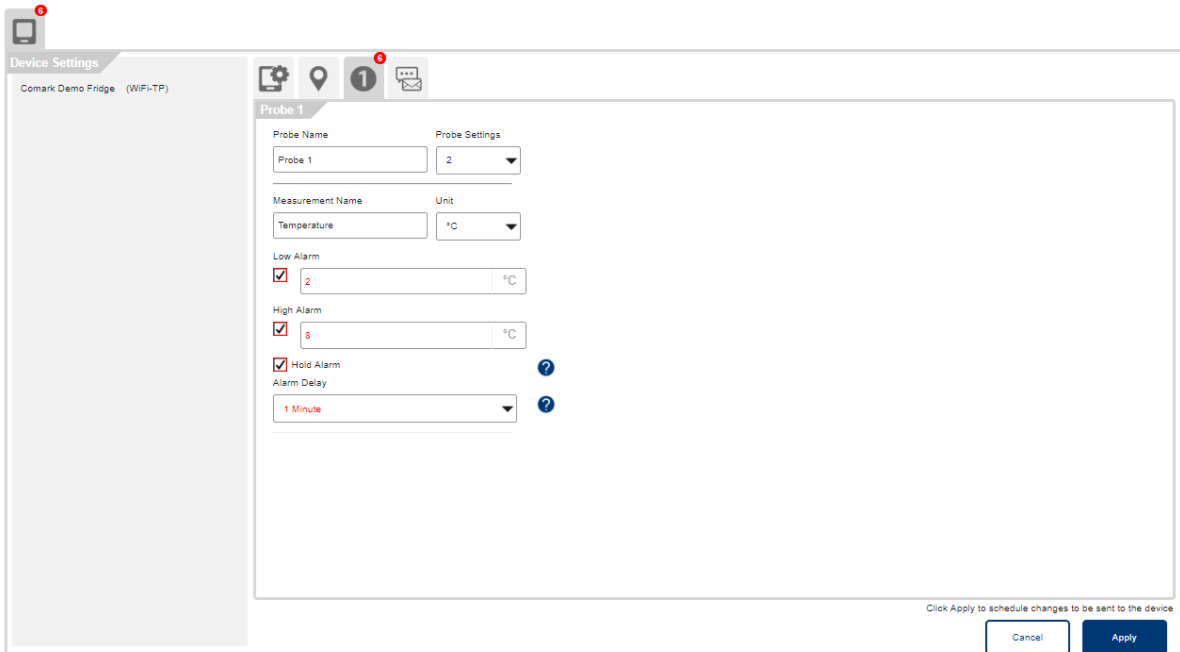 6
Device Settings
Comark Demo Fridge (WiFi-TP)
1
6
Probe 1
Probe Name
Probe Settings
Probe 1
2
Measurement Name
Unit
Temperature
°C
Low Alarm
2
°C
High Alarm
8
°C
Hold Alarm
?
Alarm Delay
1 Minute
?
Click Apply to schedule changes to be sent to the device
Cancel
Apply